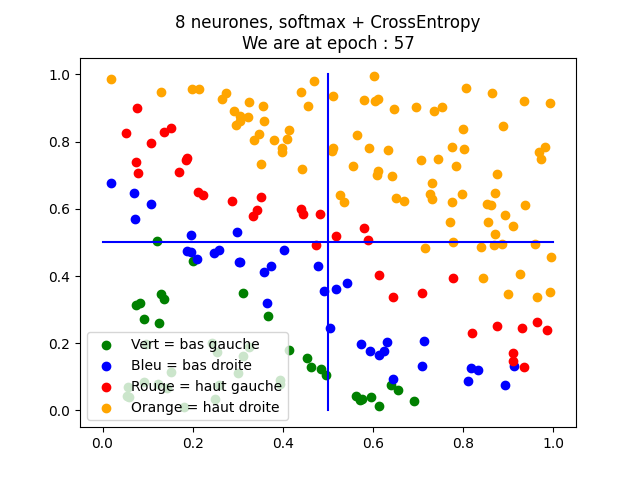 8 neurones, softmax + CrossEntropy
We are at epoch : 57
1.0
0.8
0.6
0.4
0.2
0.0
Vert = bas gauche
Bleu = bas droite
Rouge = haut gauche
Orange = haut droite
0.0 0.2 0.4 0.6 0.8 1.0